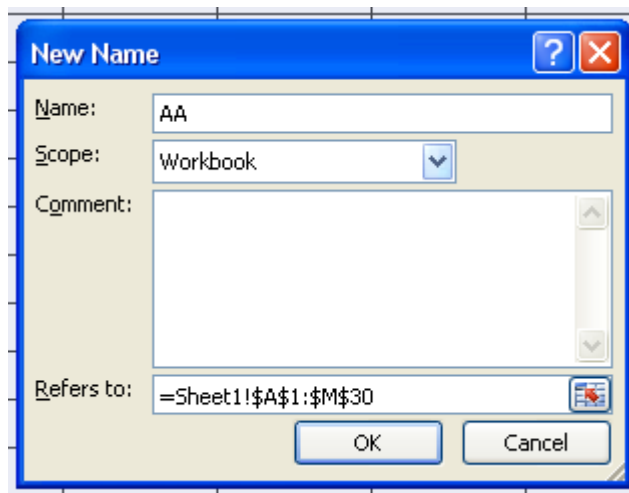 New Name
Name: AA
Scope: Workbook
Comment:
Refers to: =Sheet1!$A$1:$M$30
OK Cancel